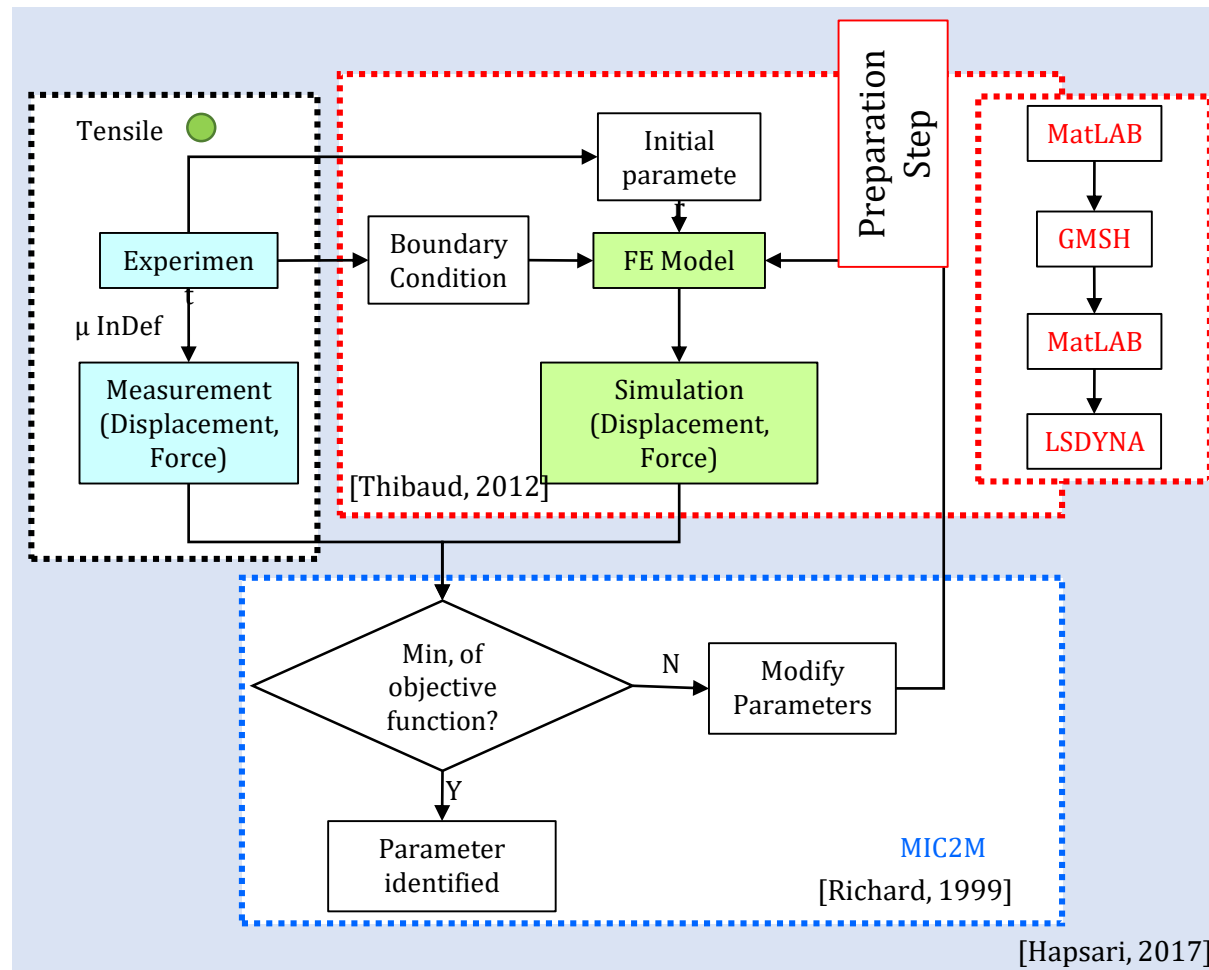 Tensile
Experimen
t
μ InDef
Measurement
(Displacement,
Force)
Initial
paramete
r
Boundary
Condition
FE Model
Simulation
(Displacement,
Force)
[Thibaud, 2012]
Preparation
Step
MatLAB
GMSH
MatLAB
LSDYNA
Min, of
objective
function?
N
Modify
Parameters
Y
Parameter
identified
MIC2M
[Richard, 1999]
[Hapsari, 2017]